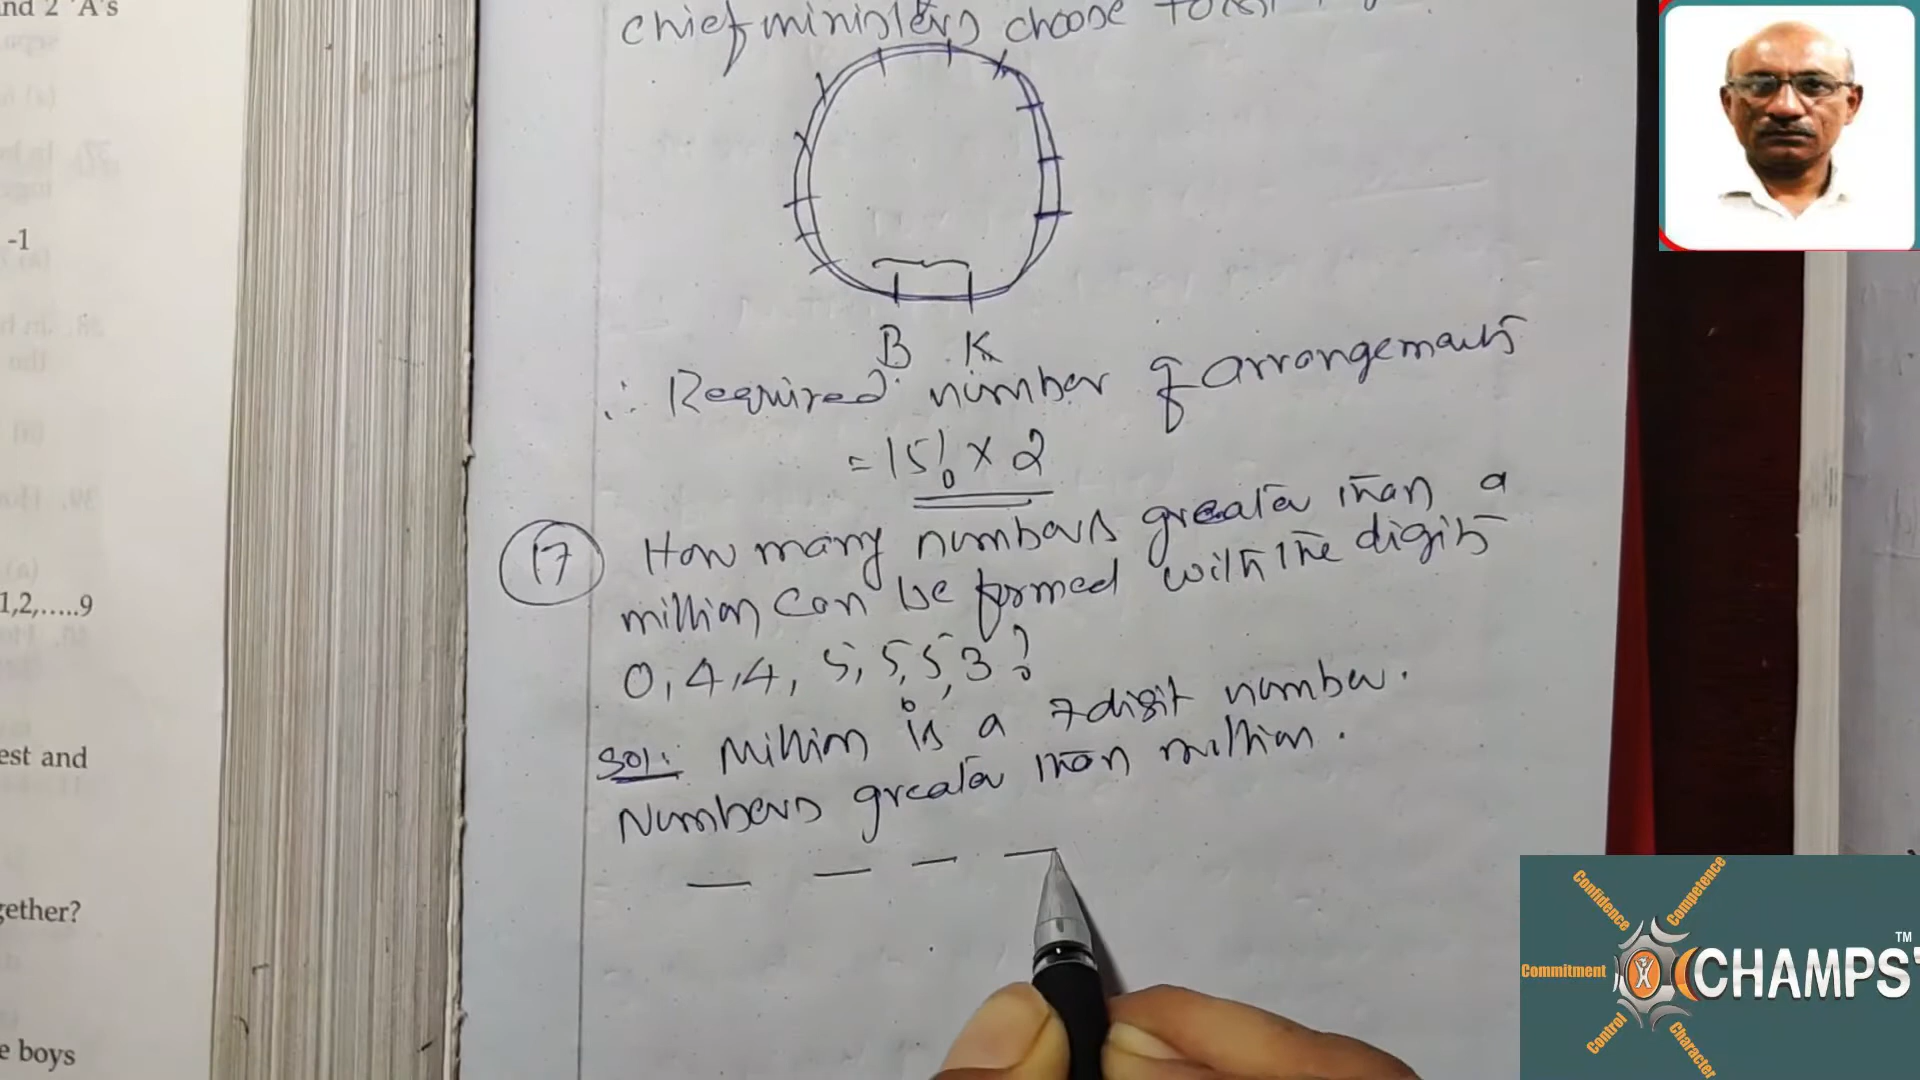 and 2 'A's
-1
1,2,.....9
est and
gether?
e boys
chief ministers choose
B K
∴ Required number of arrangements
= 15! × 2
17 How many numbers greater than a
million can be formed with the digits
0, 4, 4, 5, 5, 5, 3?
Sol: Million is a 7 digit number.
Numbers greater than million.
Confidence
Competence
Commitment
CHAMPS
TM
Control
Character